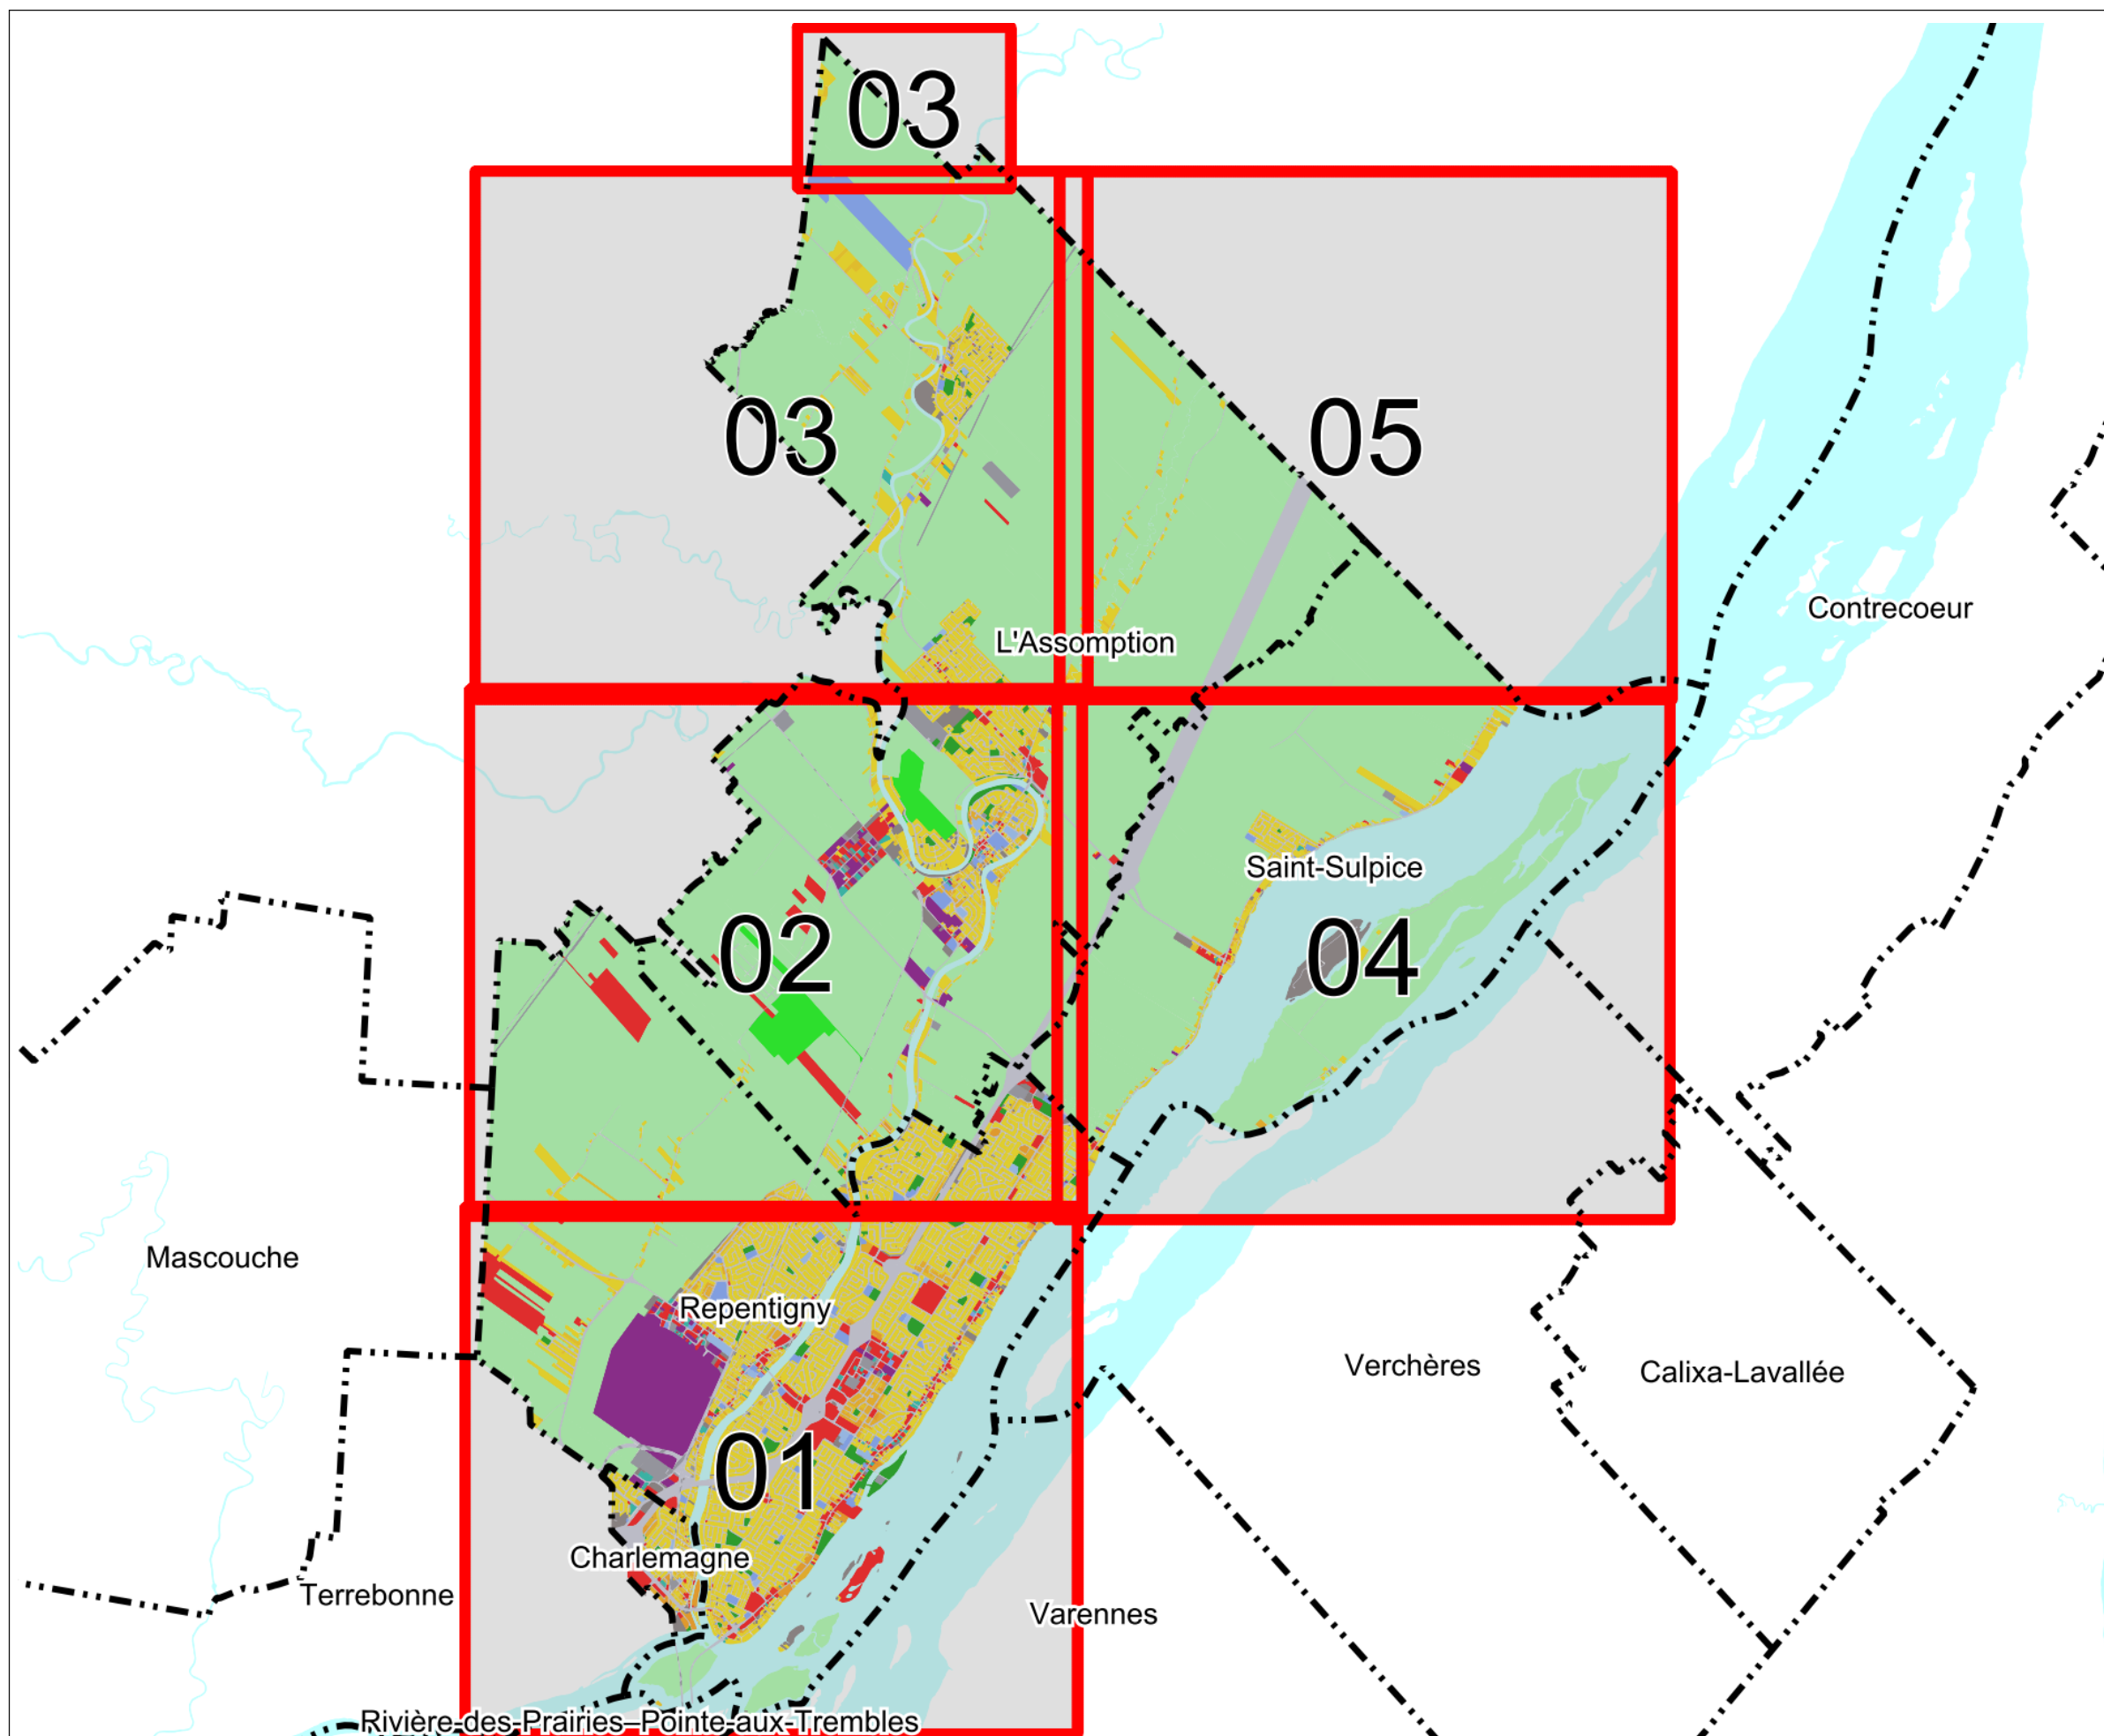 03
03
05
Contrecoeur
L'Assomption
Saint-Sulpice
02
04
Mascouche
Repentigny
Verchères
Calixa-Lavallée
01
Charlemagne
Terrebonne
Varennes
Rivière-des-Prairies–Pointe-aux-Trembles